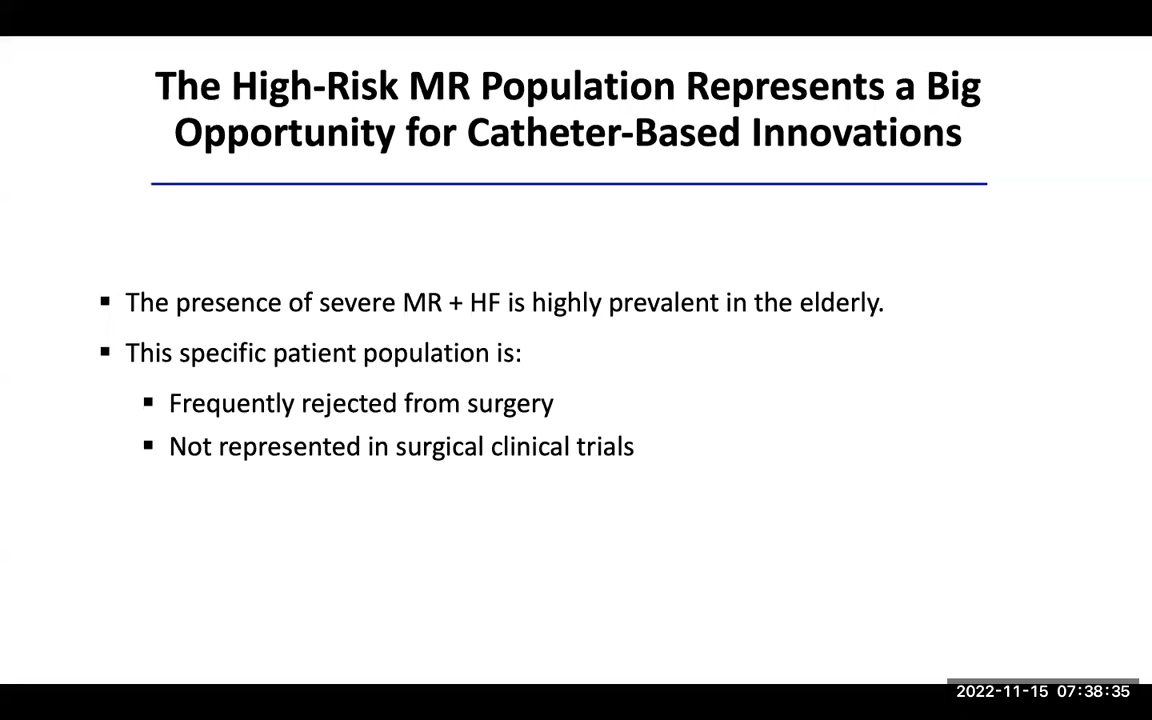 The High-Risk MR Population Represents a Big
Opportunity for Catheter-Based Innovations
▪ The presence of severe MR + HF is highly prevalent in the elderly.
▪ This specific patient population is:
▪ Frequently rejected from surgery
▪ Not represented in surgical clinical trials
2022-11-15 07:38:35